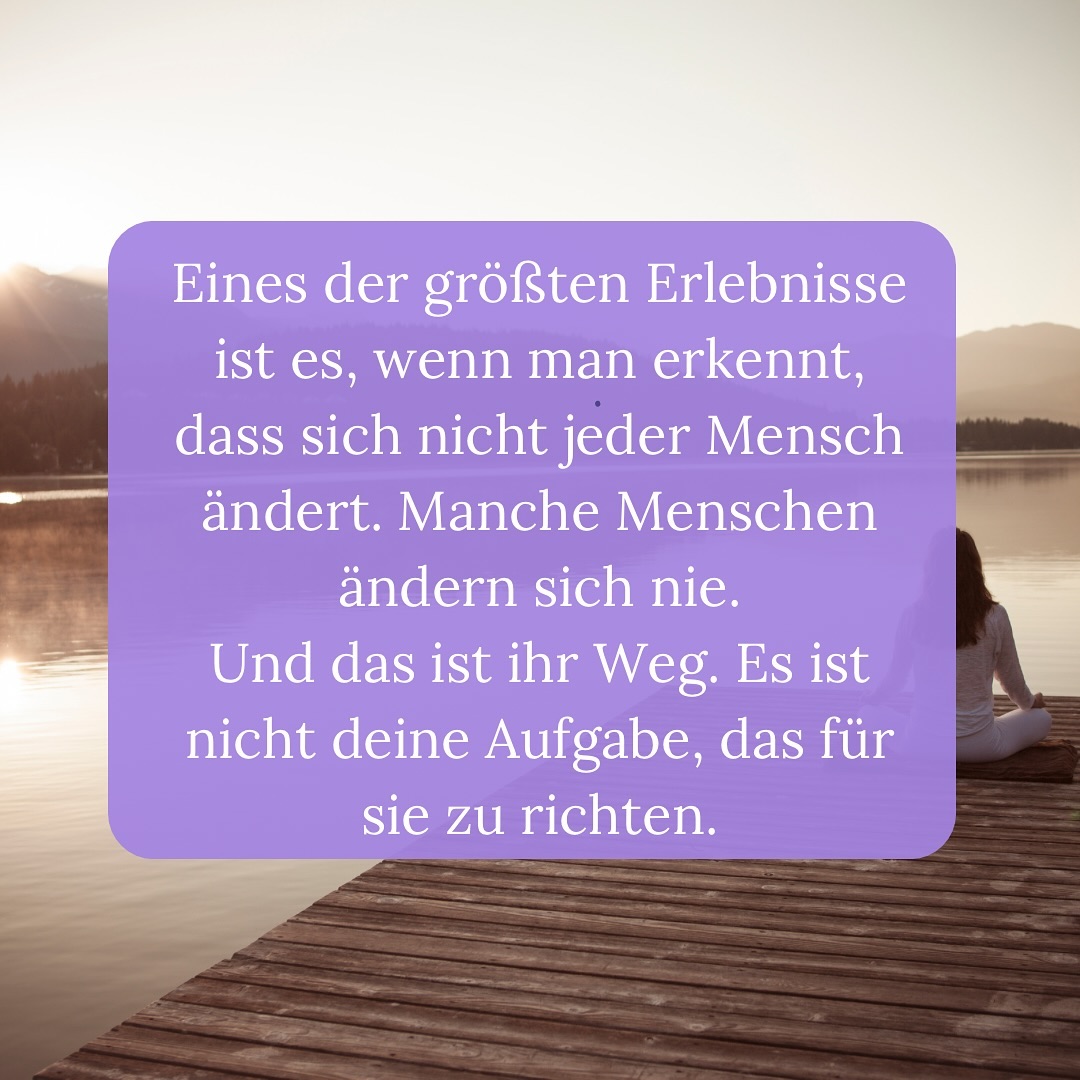 Eines der größten Erlebnisse
ist es, wenn man erkennt,
dass sich nicht jeder Mensch
ändert. Manche Menschen
ändern sich nie.
Und das ist ihr Weg. Es ist
nicht deine Aufgabe, das für
sie zu richten.